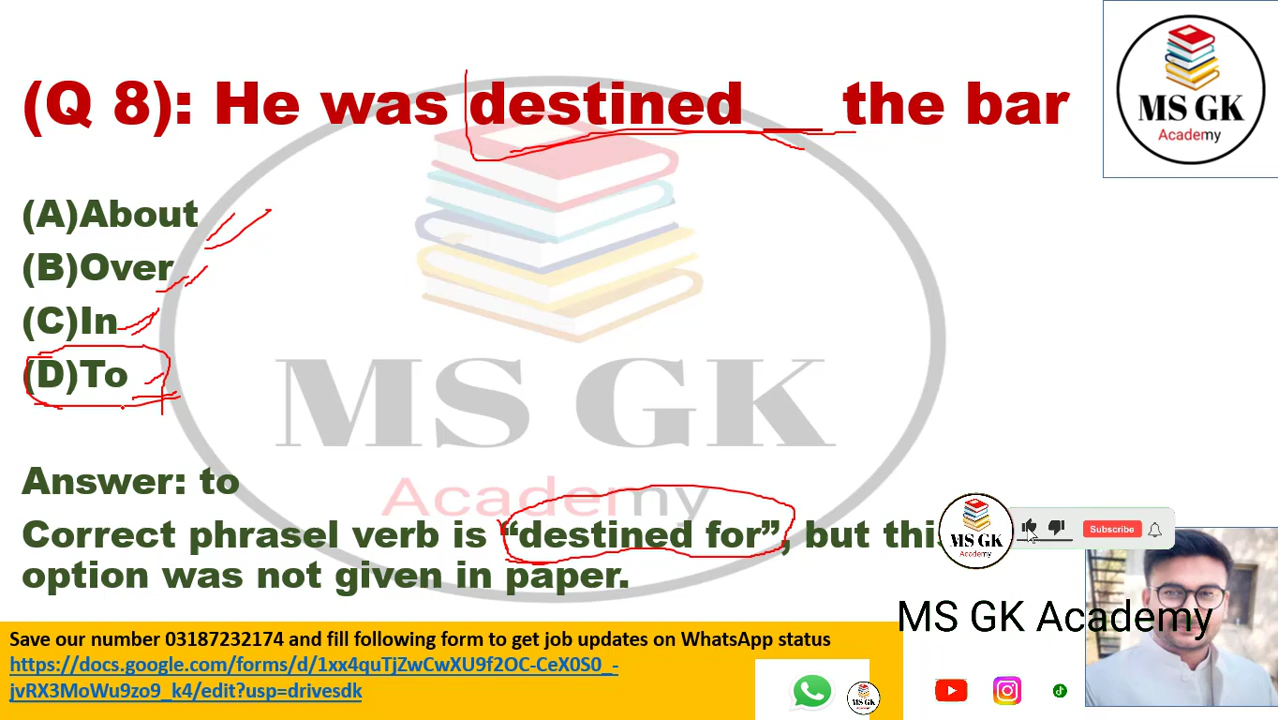 (Q 8): He was destined __ the bar
MS GK
Academy
(A)About
(B)Over
(C)In
(D)To
MS GK
Academy
Answer: to
Correct phrasel verb is “destined for”, but this
option was not given in paper.
MS GK
Academy
Subscribe
MS GK Academy
Save our number 03187232174 and fill following form to get job updates on WhatsApp status
https://docs.google.com/forms/d/1xx4quTjZwCwXU9f2OC-CeX0S0_-
jvRX3MoWu9zo9_k4/edit?usp=drivesdk
MS GK